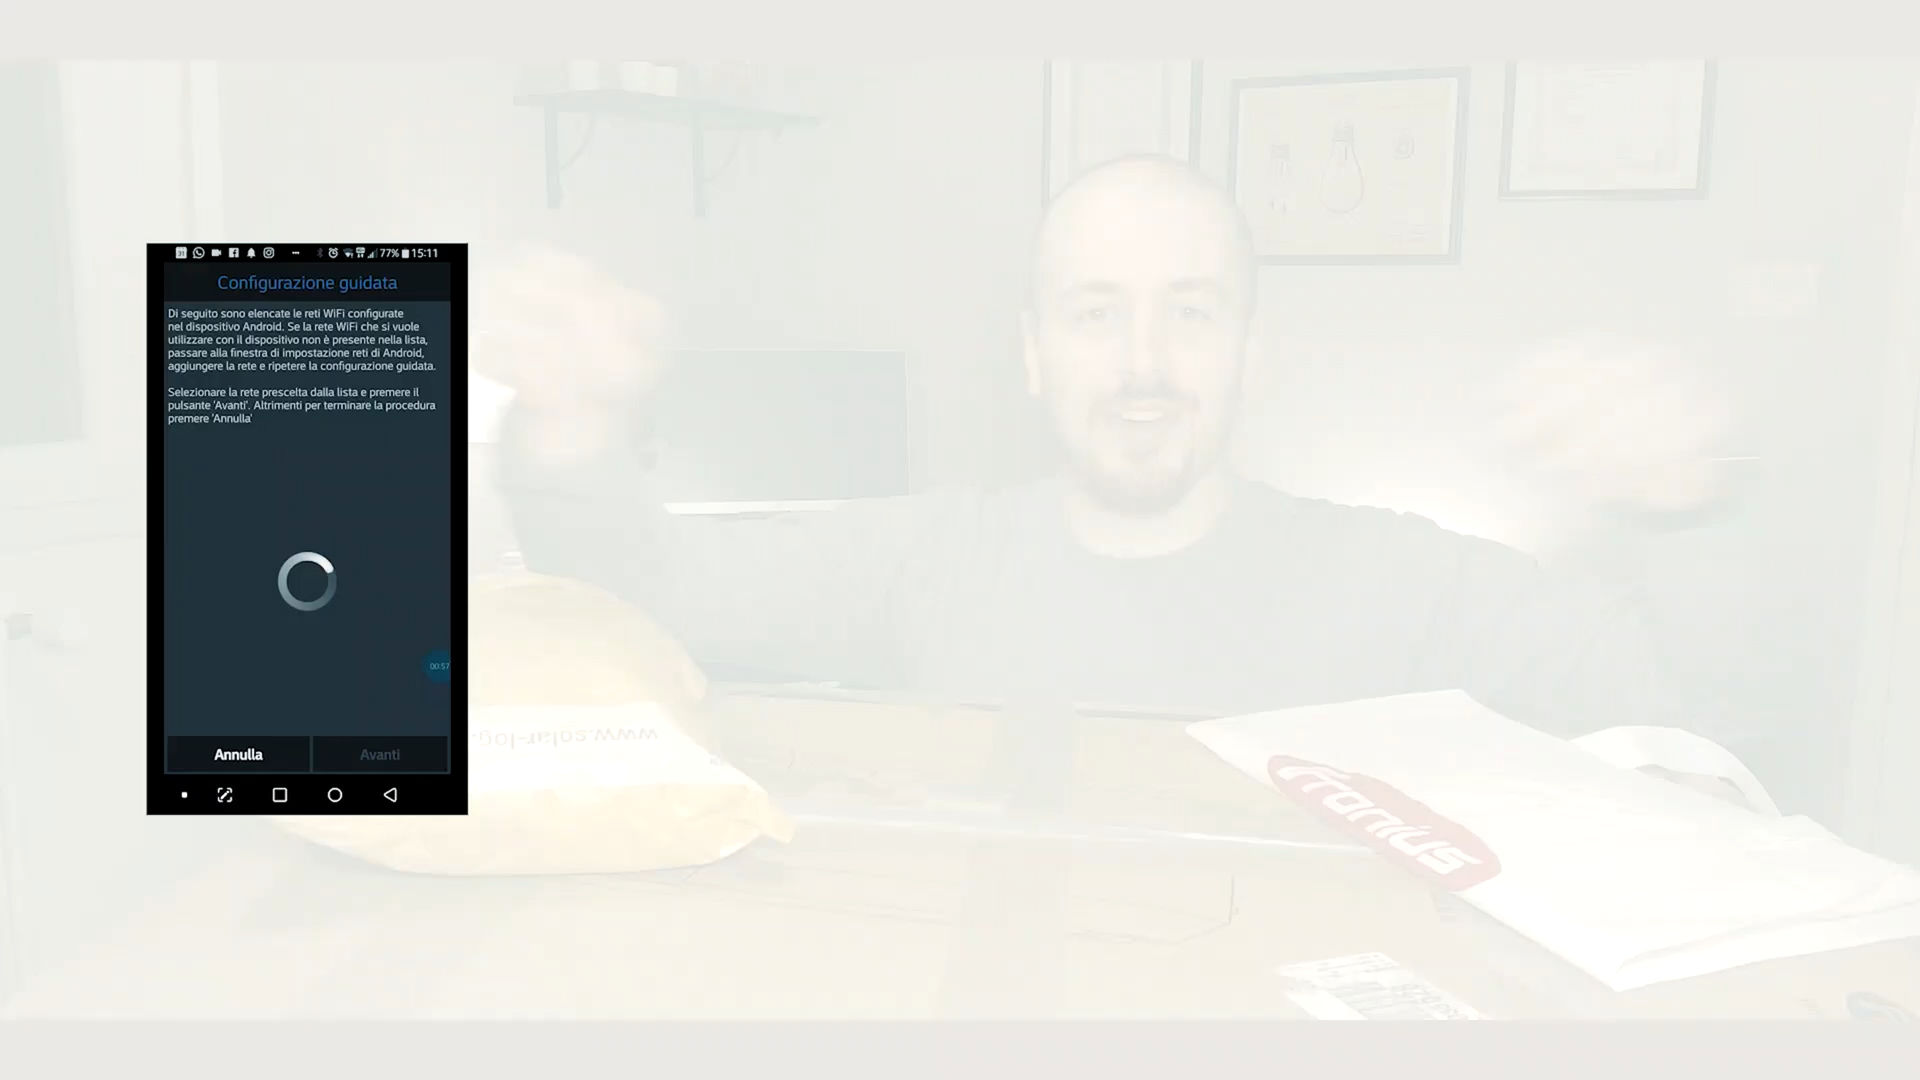 77% 15:11
Configurazione guidata
Di seguito sono elencate le reti WiFi configurate
nel dispositivo Android. Se la rete WiFi che si vuole
utilizzare con il dispositivo non è presente nella lista,
passare alla finestra di impostazione reti di Android,
aggiungere la rete e ripetere la configurazione guidata.
Selezionare la rete prescelta dalla lista e premere il
pulsante 'Avanti'. Altrimenti per terminare la procedura
premere 'Annulla'
00:57
Annulla Avanti
www.solar-log.
Fronius